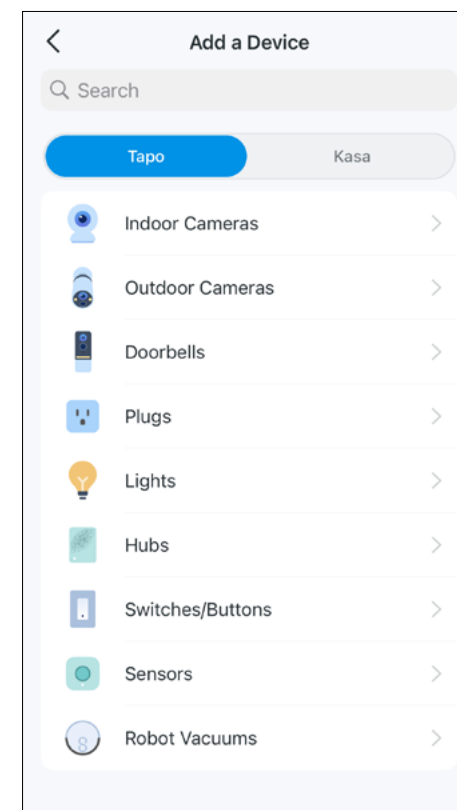 Add a Device
Search
Tapo Kasa
Indoor Cameras
Outdoor Cameras
Doorbells
Plugs
Lights
Hubs
Switches/Buttons
Sensors
Robot Vacuums